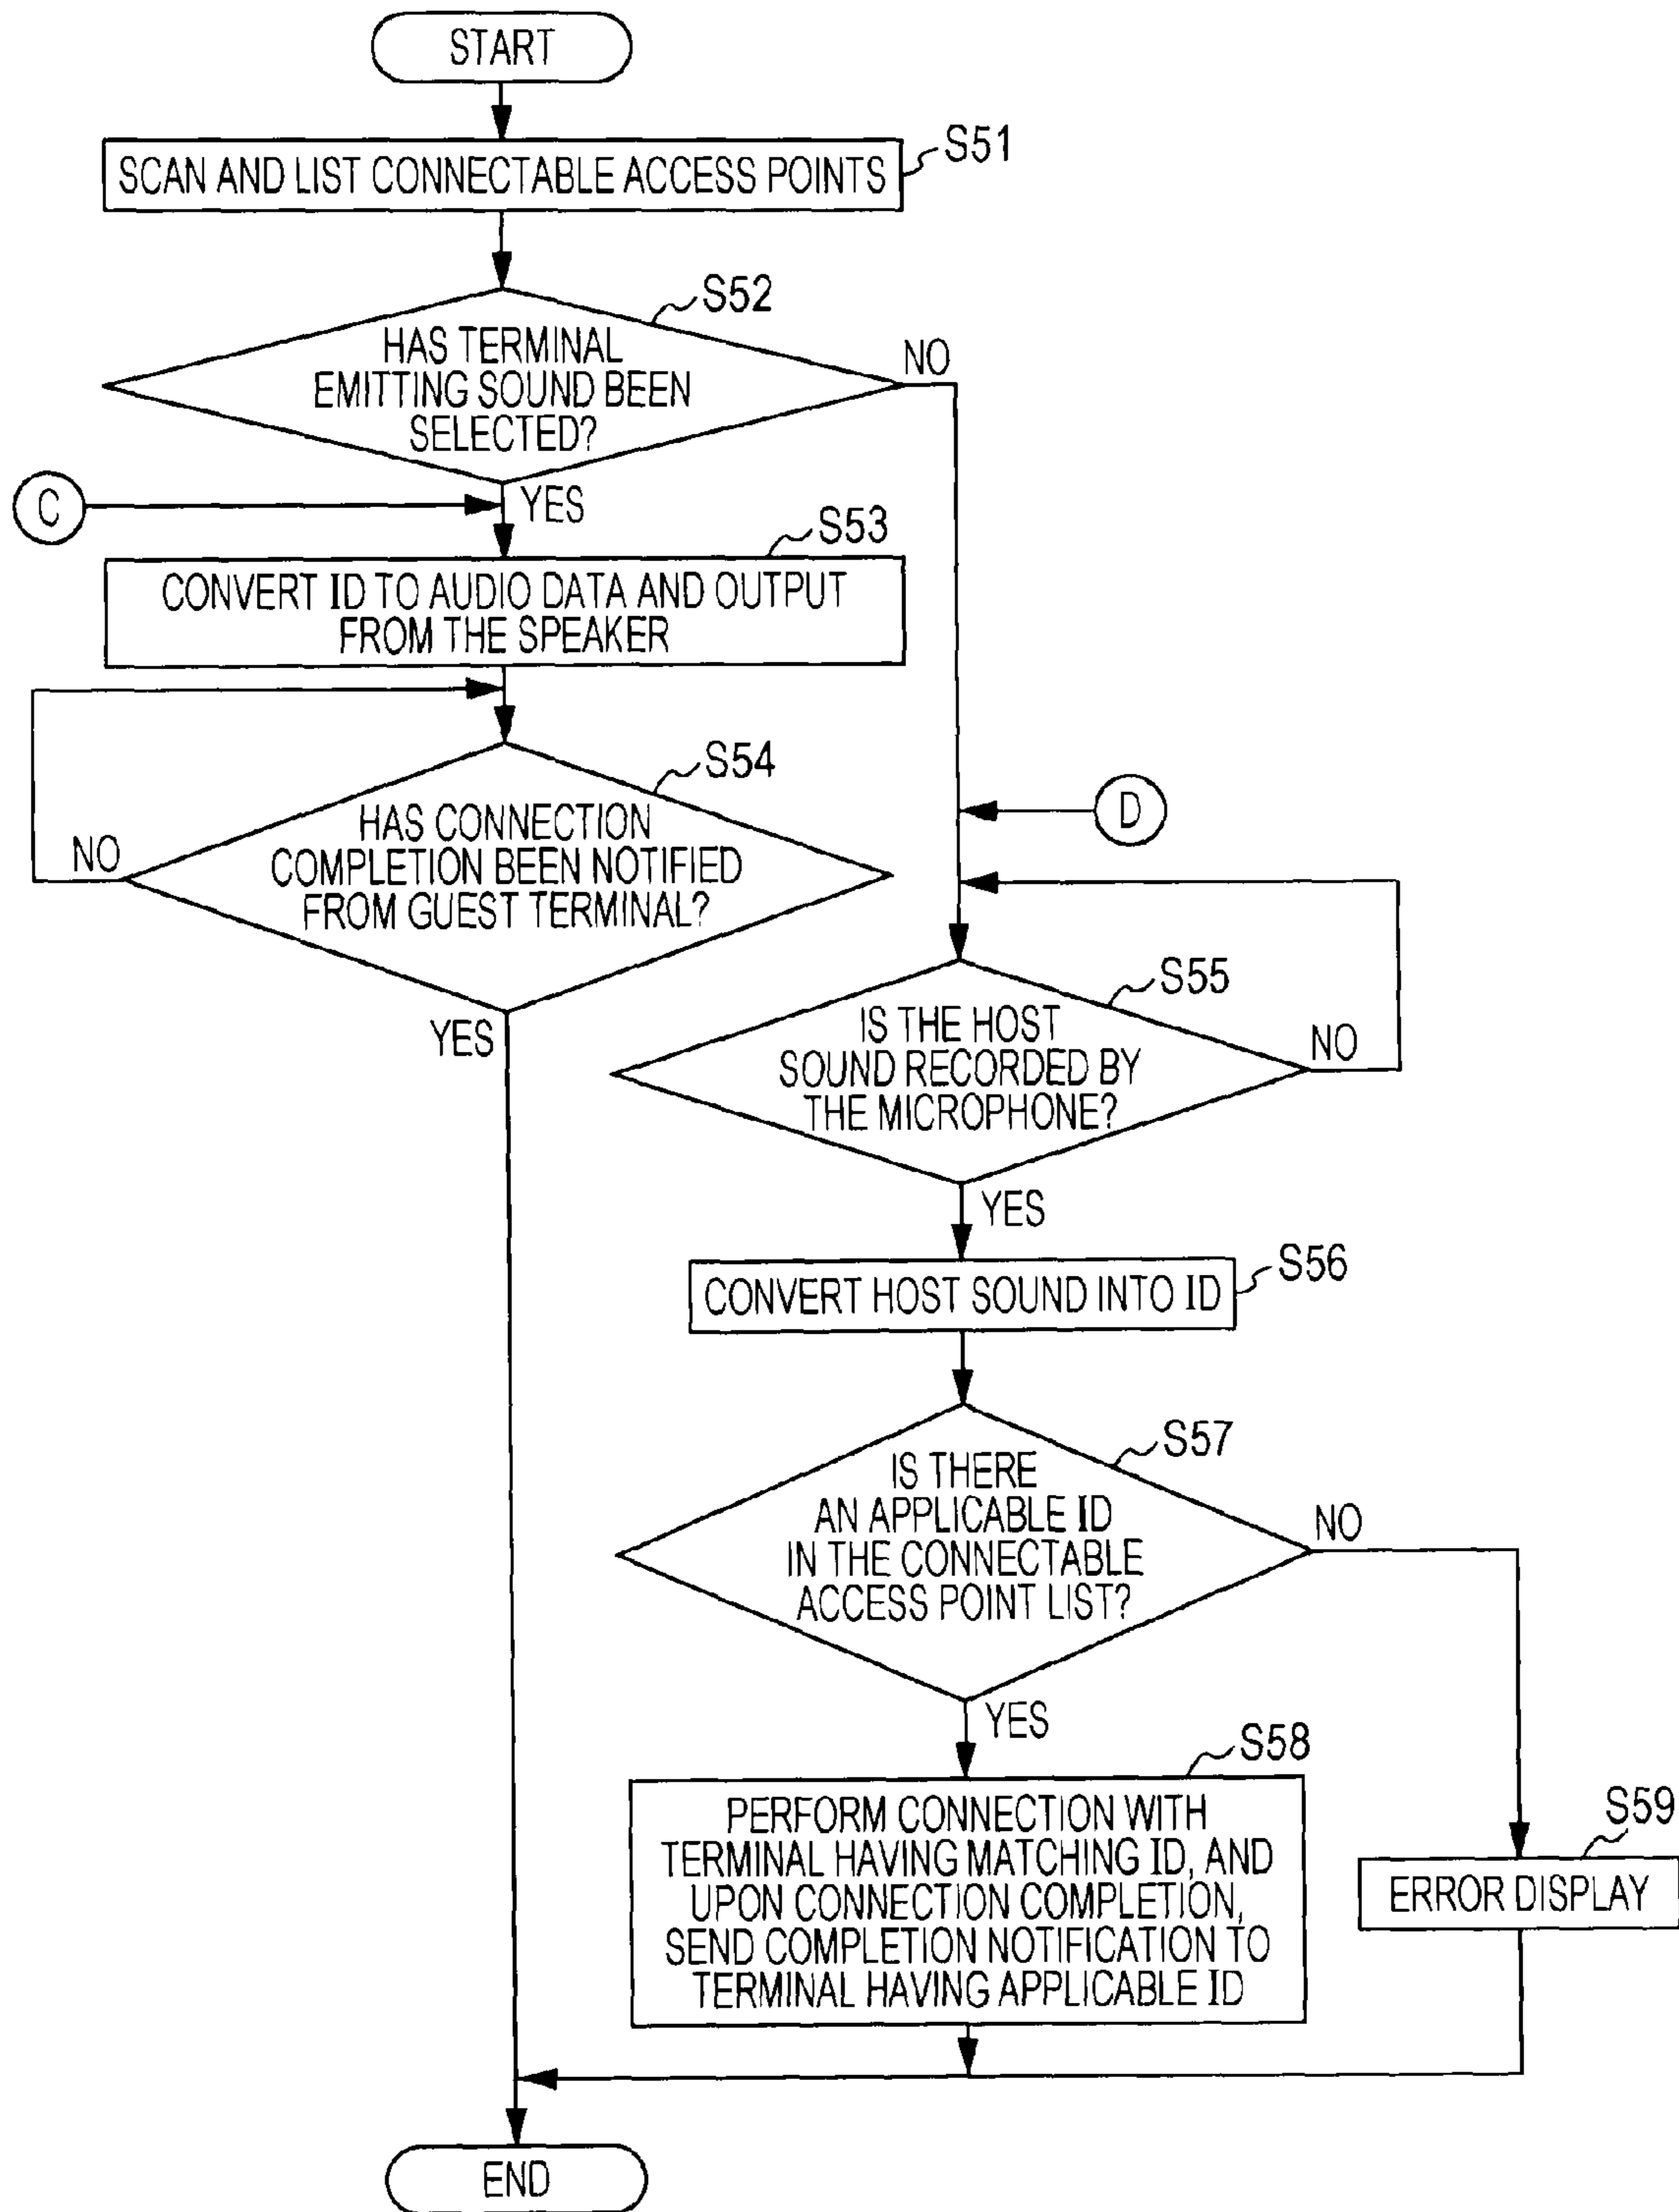 START
SCAN AND LIST CONNECTABLE ACCESS POINTS
S51
S52
HAS TERMINAL
EMITTING SOUND BEEN
SELECTED?
NO
C
YES
S53
CONVERT ID TO AUDIO DATA AND OUTPUT
FROM THE SPEAKER
S54
HAS CONNECTION
COMPLETION BEEN NOTIFIED
FROM GUEST TERMINAL?
NO
YES
D
S55
IS THE HOST
SOUND RECORDED BY
THE MICROPHONE?
NO
YES
S56
CONVERT HOST SOUND INTO ID
S57
IS THERE
AN APPLICABLE ID
IN THE CONNECTABLE
ACCESS POINT LIST?
NO
YES
S58
PERFORM CONNECTION WITH
TERMINAL HAVING MATCHING ID, AND
UPON CONNECTION COMPLETION,
SEND COMPLETION NOTIFICATION TO
TERMINAL HAVING APPLICABLE ID
S59
ERROR DISPLAY
END